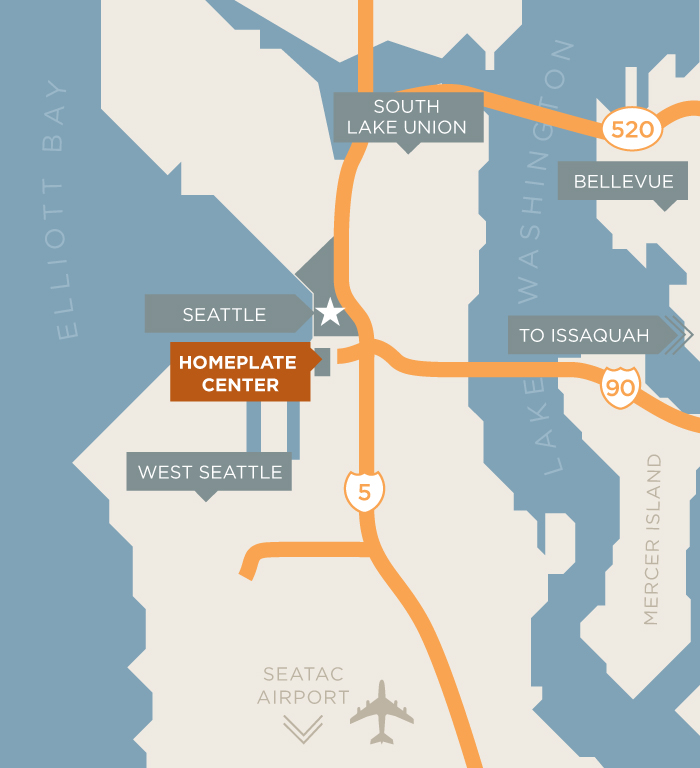 SOUTH
LAKE UNION
520
ELLIOTT BAY
LAKE WASHINGTON
BELLEVUE
SEATTLE
TO ISSAQUAH
HOMEPLATE
CENTER
90
WEST SEATTLE
5
MERCER ISLAND
SEATAC
AIRPORT